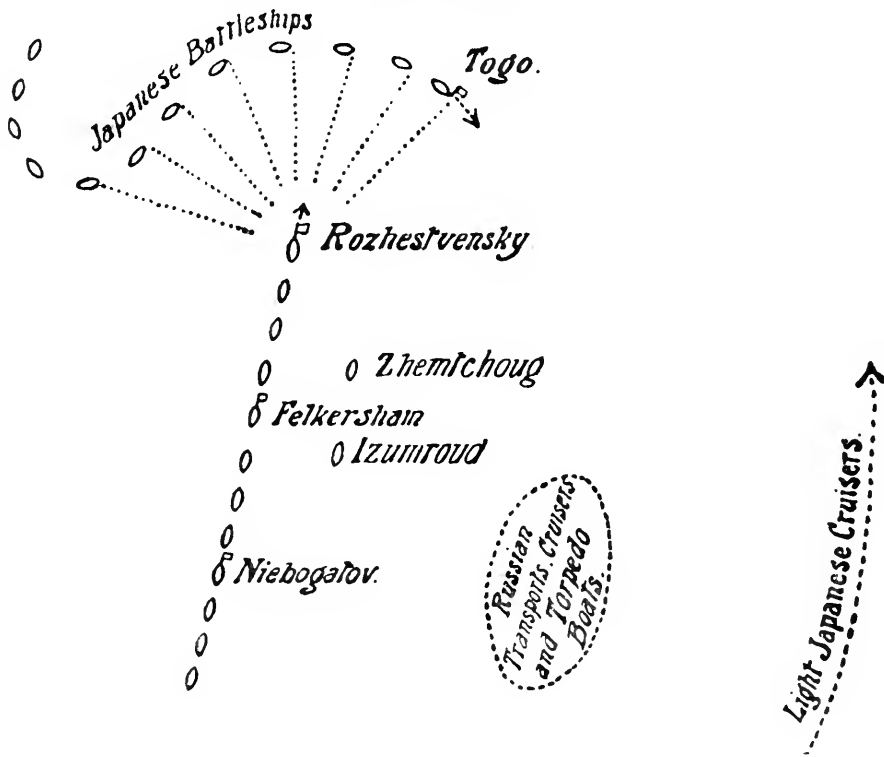 Japanese Battleships
Togo.
Rozhestvensky
Zhemtchoug
Felkersham
Izumroud
Niebogatov.
Russian
Transports. Cruisers
and Torpedo
Boats.
Light Japanese Cruisers.